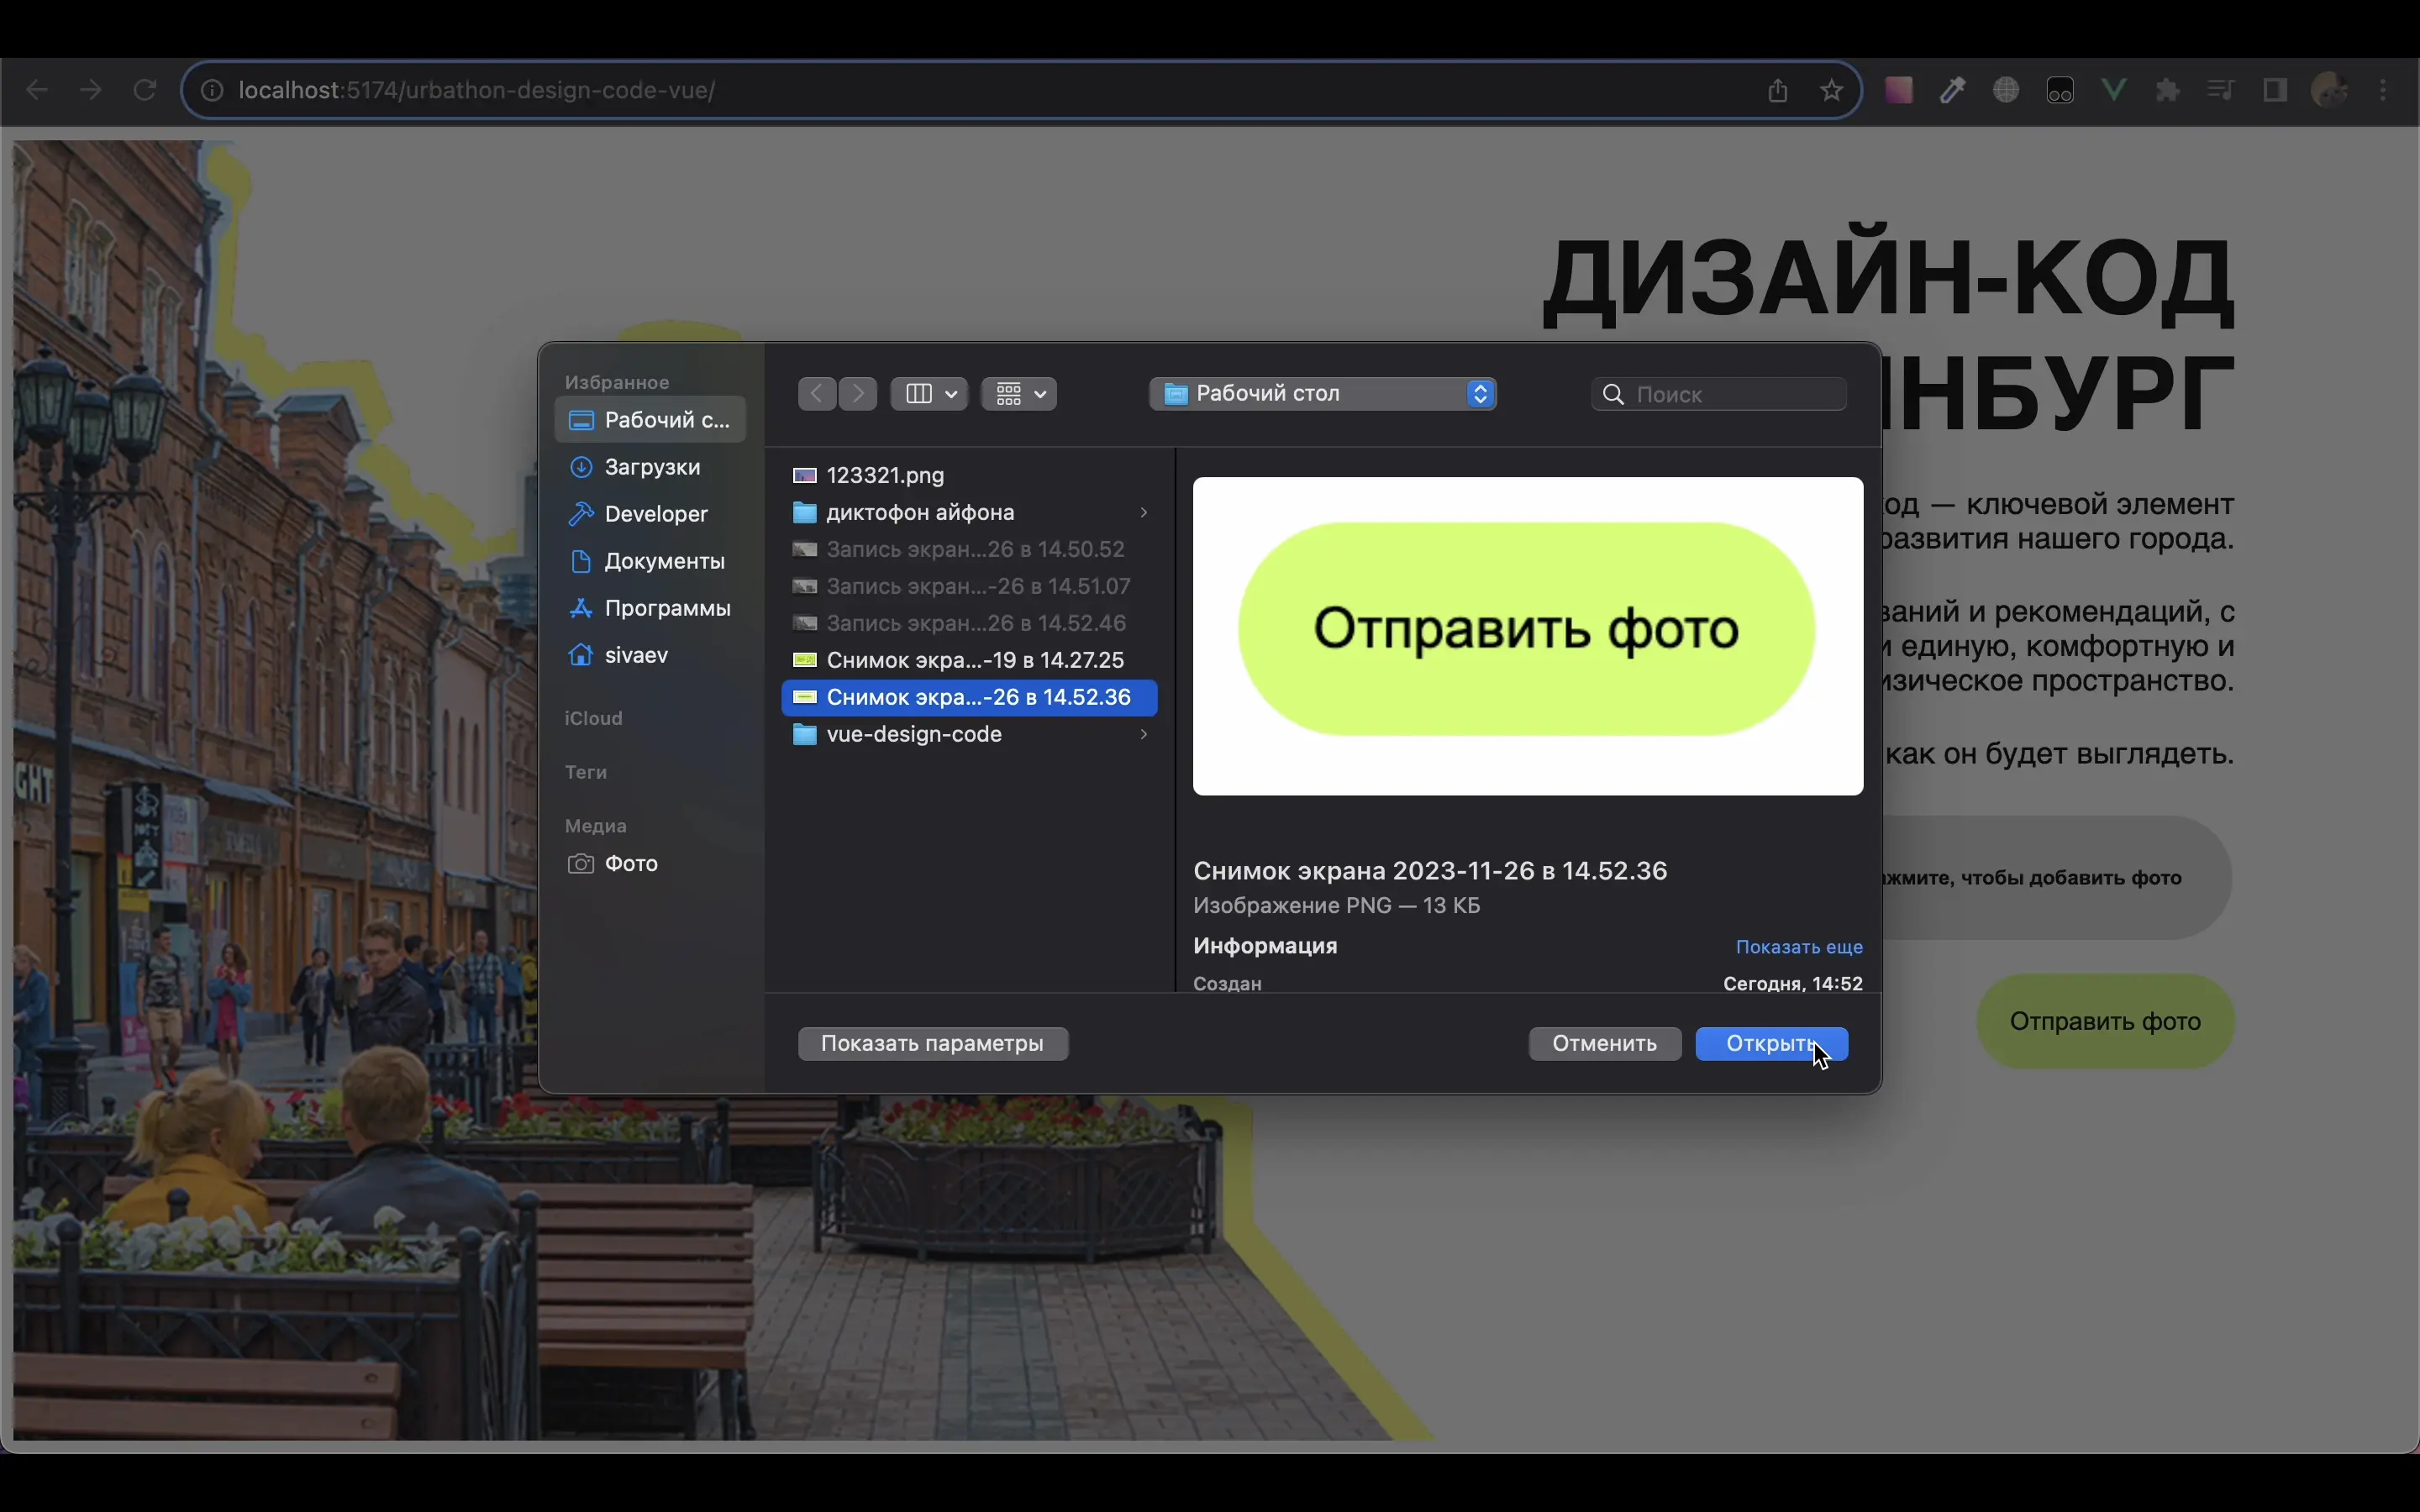 localhost:5174/urbathon-design-code-vue/
ДИЗАЙН-КОД
НБУРГ
од — ключевой элемент
развития нашего города.
ваний и рекомендаций, с
и единую, комфортную и
изическое пространство.
как он будет выглядеть.
ажмите, чтобы добавить фото
Отправить фото
Избранное
Рабочий с...
Загрузки
Developer
Документы
Программы
sivaev
iCloud
Теги
Медиа
Фото
Рабочий стол
Поиск
123321.png
диктофон айфона
Запись экран...26 в 14.50.52
Запись экран...-26 в 14.51.07
Запись экран...26 в 14.52.46
Снимок экра...-19 в 14.27.25
Снимок экра...-26 в 14.52.36
vue-design-code
Отправить фото
Снимок экрана 2023-11-26 в 14.52.36
Изображение PNG — 13 КБ
Информация
Показать еще
Создан
Сегодня, 14:52
Показать параметры
Отменить
Открыть
GHT